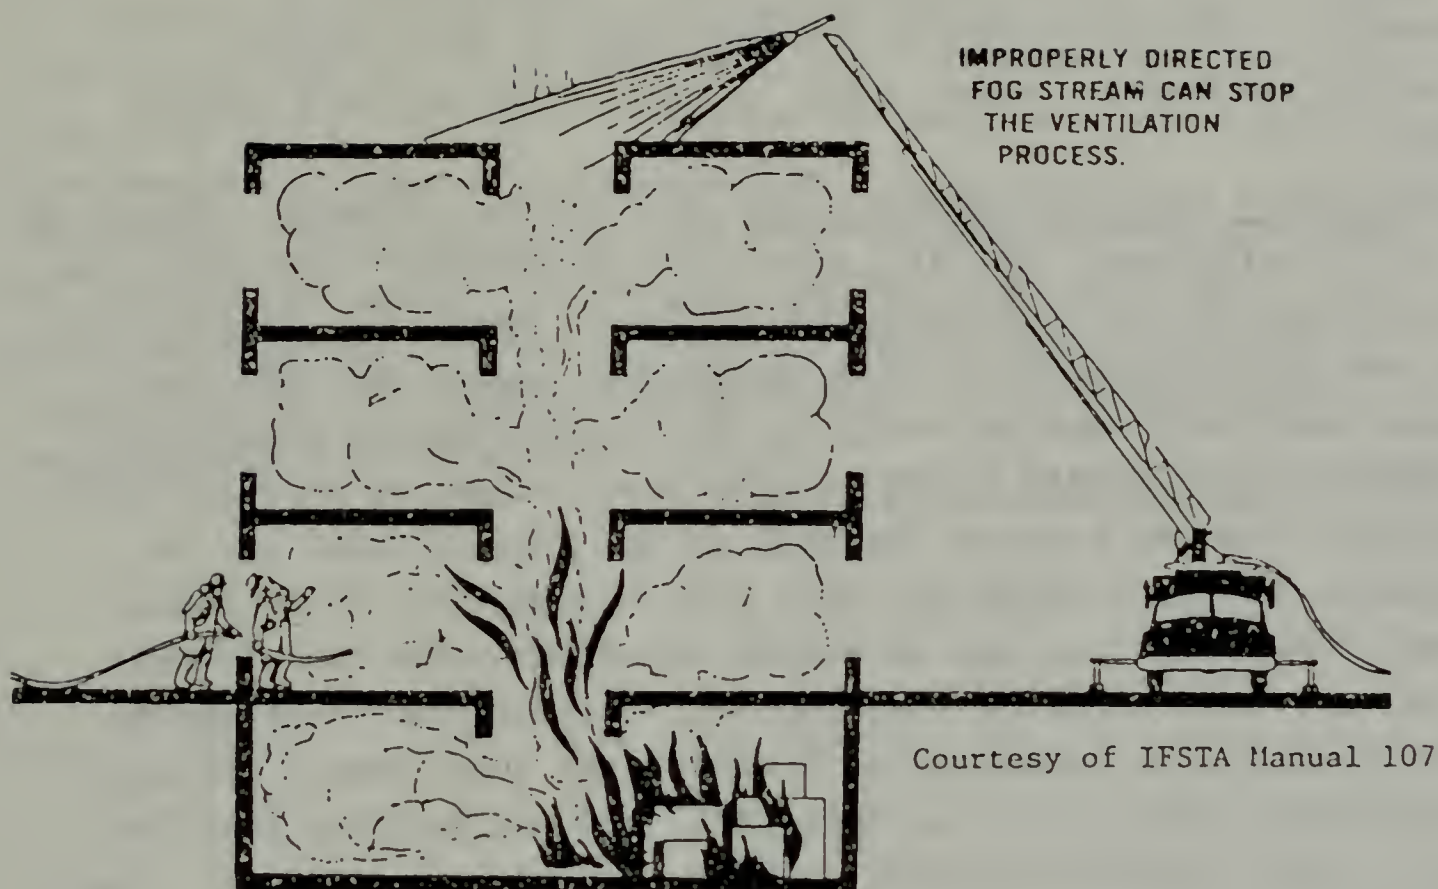 IMPROPERLY DIRECTED
FOG STREAM CAN STOP
THE VENTILATION
PROCESS.
Courtesy of IFSTA Manual 107